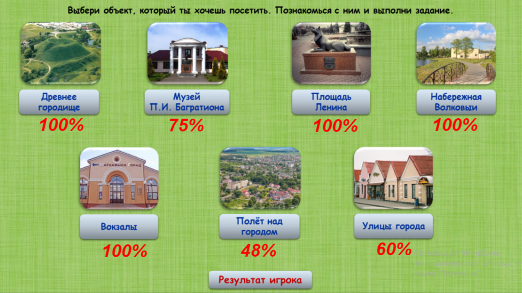 Выбери объект, который ты хочешь посетить. Познакомься с ним и выполни задание.
Древнее
городище
100%
Музей
П.И. Багратиона
75%
Площадь
Ленина
100%
Набережная
Волковыи
100%
Вокзалы
100%
Полёт над
городом
48%
Улицы города
60%
Результат игрока